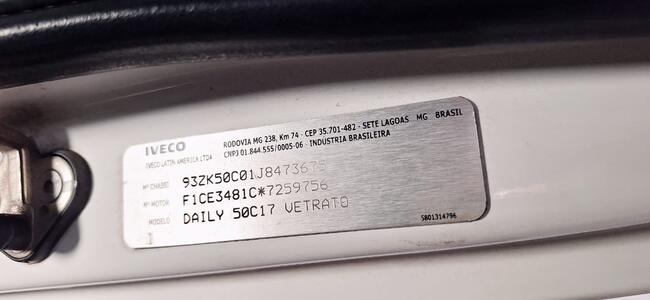 IVECO
IVECO LATIN AMERICA LTDA
RODOVIA MG 238, Km 74 - CEP 35.701-482 - SETE LAGOAS MG BRASIL
CNPJ 01.844.555/0005-06 - INDUSTRIA BRASILEIRA
Nº CHASSI 93ZK50C01J8473675
Nº MOTOR F1CE3481C*7259756
MODELO DAILY 50C17 VETRATO
5801314796